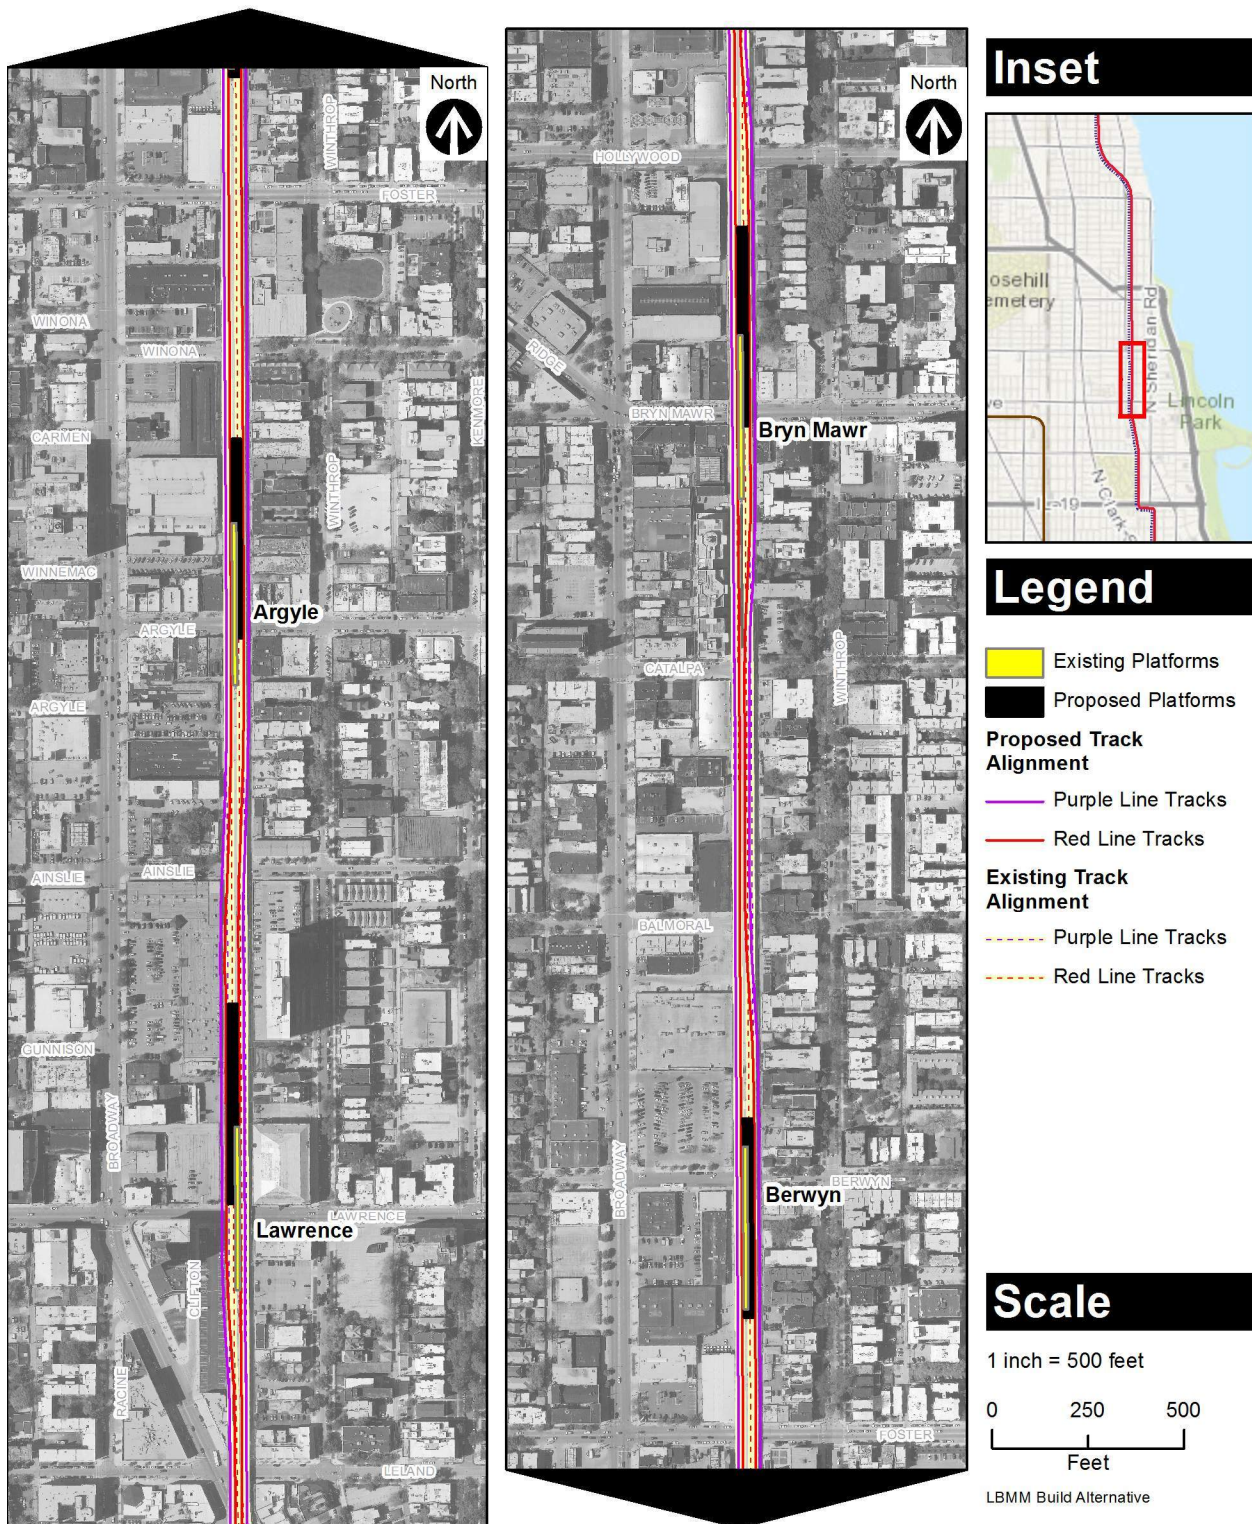 North
WINTHROP
FOSTER
WINONA
WINONA
KENMORE
CARMEN
WINTHROP
WINNEMAC
Argyle
ARGYLE
ARGYLE
AINSLIE
AINSLIE
GUNNISON
BROADWAY
LAWRENCE
Lawrence
CLIFTON
RACINE
LELAND
North
HOLLYWOOD
RIDGE
BRYN MAWR
Bryn Mawr
CATALPA
WINTHROP
BALMORAL
BROADWAY
BERWYN
Berwyn
FOSTER
Inset
osehill
emetery
N Sheridan Rd
ve
Lincoln
Park
IL-19
N Clark S
Legend
Existing Platforms
Proposed Platforms
Proposed Track
Alignment
Purple Line Tracks
Red Line Tracks
Existing Track
Alignment
Purple Line Tracks
Red Line Tracks
Scale
1 inch = 500 feet
0 250 500
Feet
LBMM Build Alternative